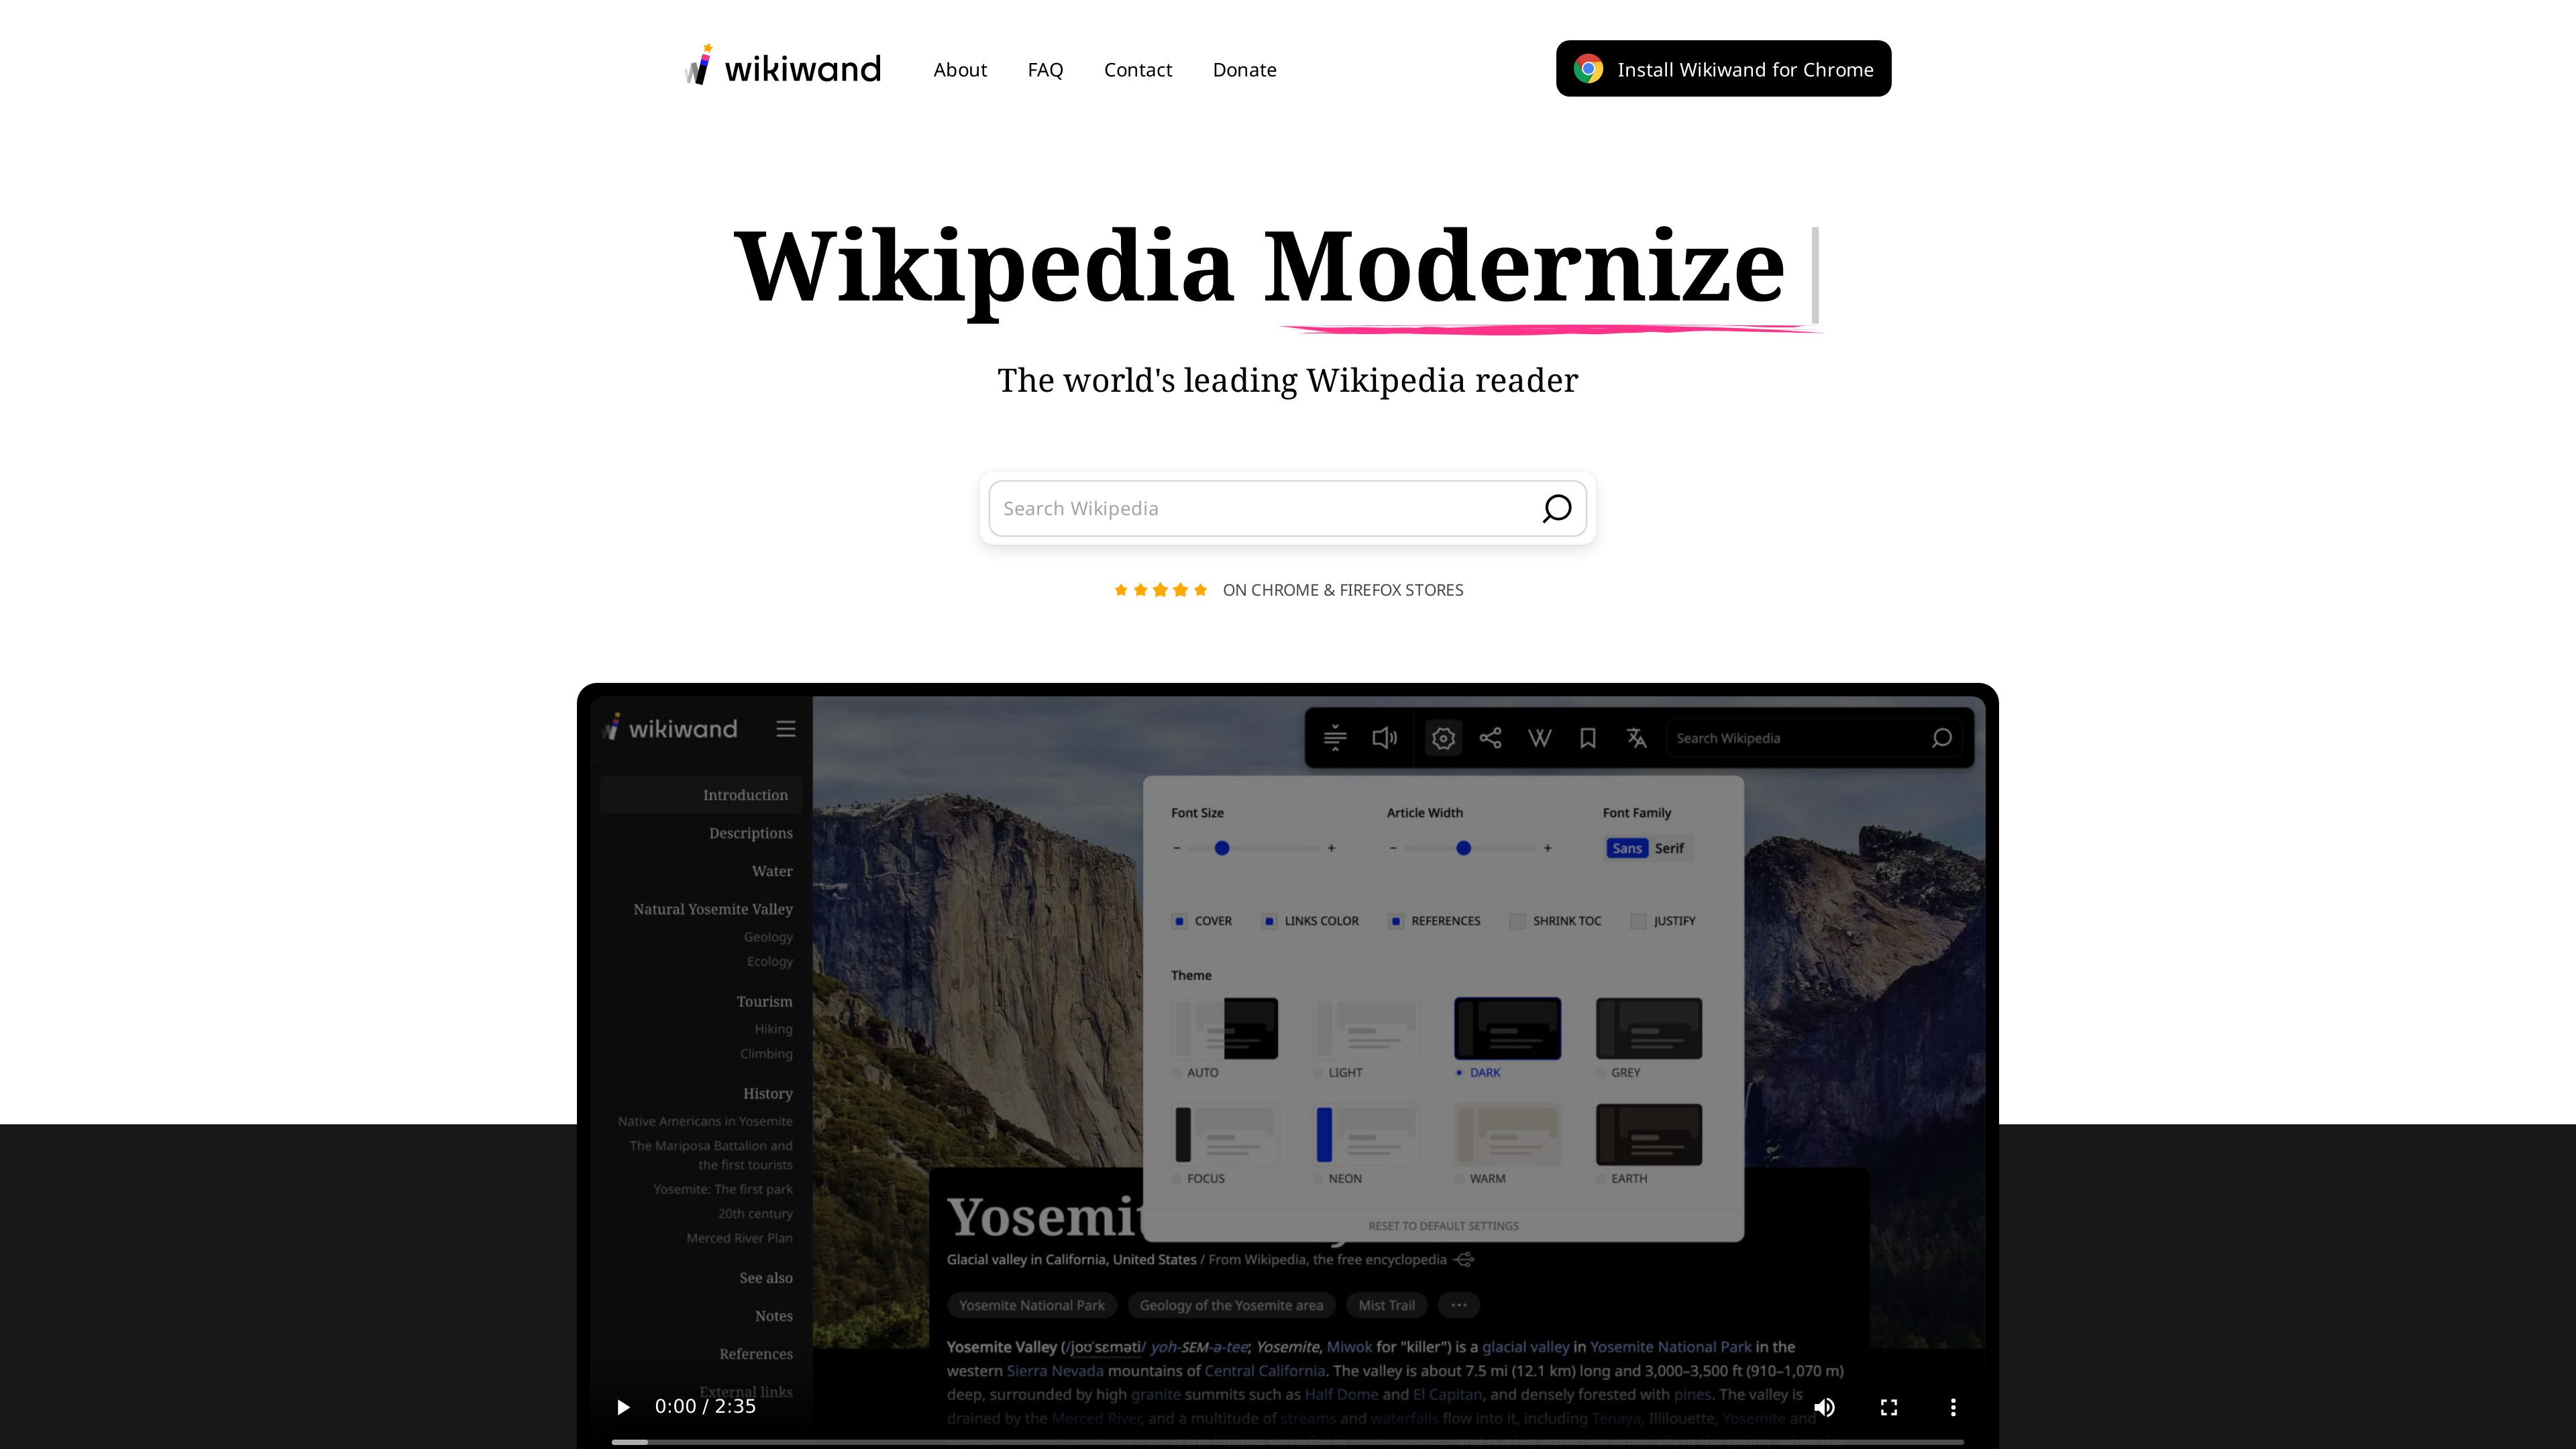 wikiwand
About
FAQ
Contact
Donate
Install Wikiwand for Chrome
Wikipedia Modernize
The world's leading Wikipedia reader
Search Wikipedia
ON CHROME & FIREFOX STORES
wikiwand
Search Wikipedia
Introduction
Descriptions
Water
Natural Yosemite Valley
Geology
Ecology
Tourism
Hiking
Climbing
History
Native Americans in Yosemite
The Mariposa Battalion and
the first tourists
Yosemite: The first park
20th century
Merced River Plan
See also
Notes
References
External links
Font Size
Article Width
Font Family
- +
- +
Sans Serif
COVER
LINKS COLOR
REFERENCES
SHRINK TOC
JUSTIFY
Theme
AUTO
LIGHT
DARK
GREY
FOCUS
NEON
WARM
EARTH
RESET TO DEFAULT SETTINGS
Yosemit
Glacial valley in California, United States / From Wikipedia, the free encyclopedia
Yosemite National Park
Geology of the Yosemite area
Mist Trail
Yosemite Valley (/joʊˈsɛməti/ yoh-SEM-ə-tee; Yosemite, Miwok for "killer") is a glacial valley in Yosemite National Park in the
western Sierra Nevada mountains of Central California. The valley is about 7.5 mi (12.1 km) long and 3,000–3,500 ft (910–1,070 m)
deep, surrounded by high granite summits such as Half Dome and El Capitan, and densely forested with pines. The valley is
drained by the Merced River, and a multitude of streams and waterfalls flow into it, including Tenaya, Illilouette, Yosemite and
0:00 / 2:35